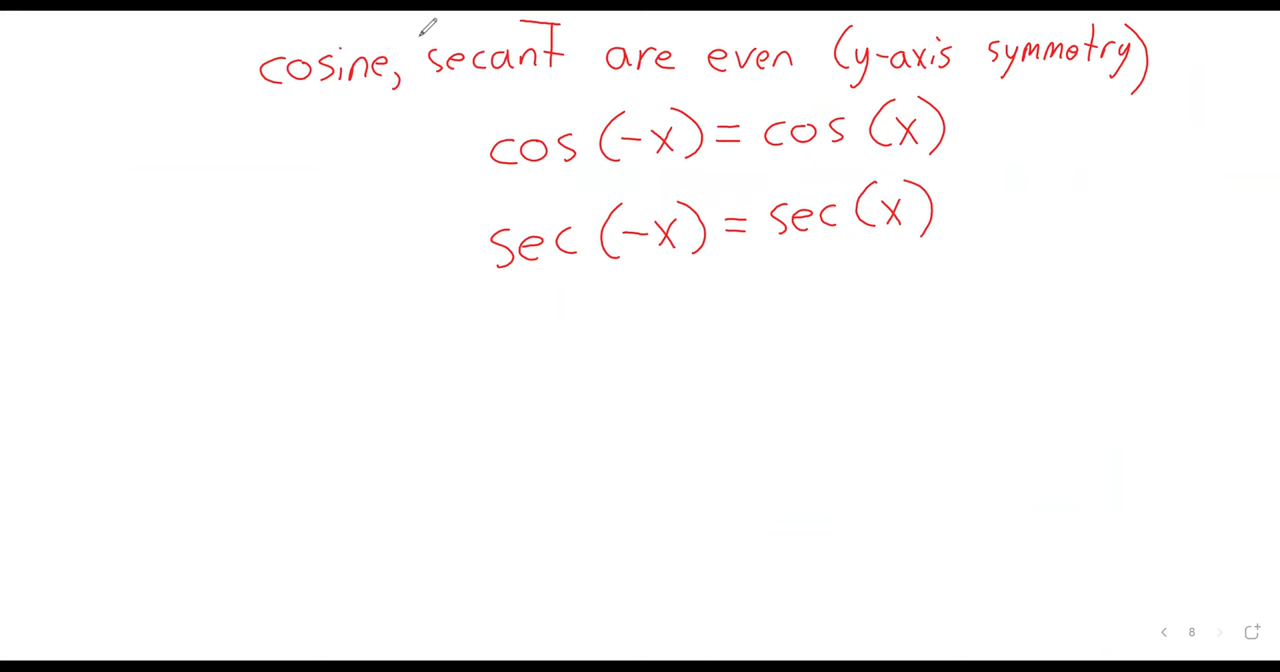 cosine, secant are even (y-axis symmetry)
cos (-x) = cos (x)
sec (-x) = sec (x)
< 8 >